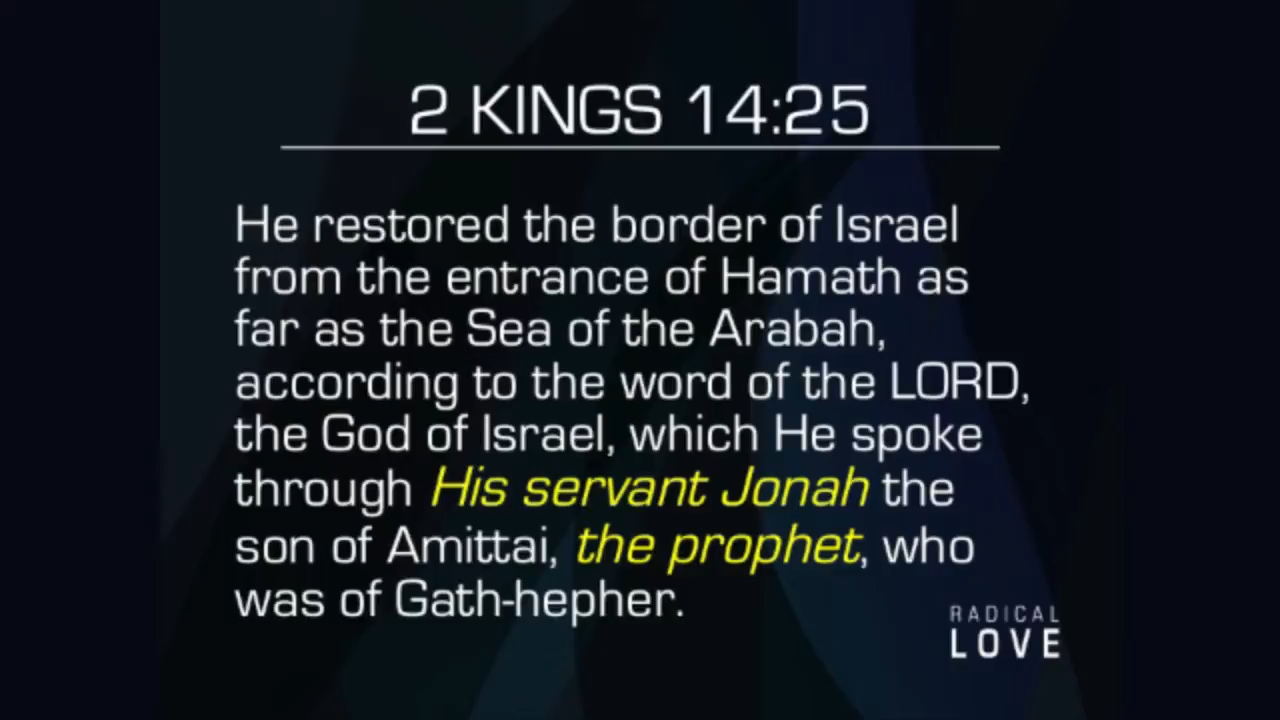 2 KINGS 14:25
He restored the border of Israel
from the entrance of Hamath as
far as the Sea of the Arabah,
according to the word of the LORD,
the God of Israel, which He spoke
through His servant Jonah the
son of Amittai, the prophet, who
was of Gath-hepher.
RADICAL
LOVE